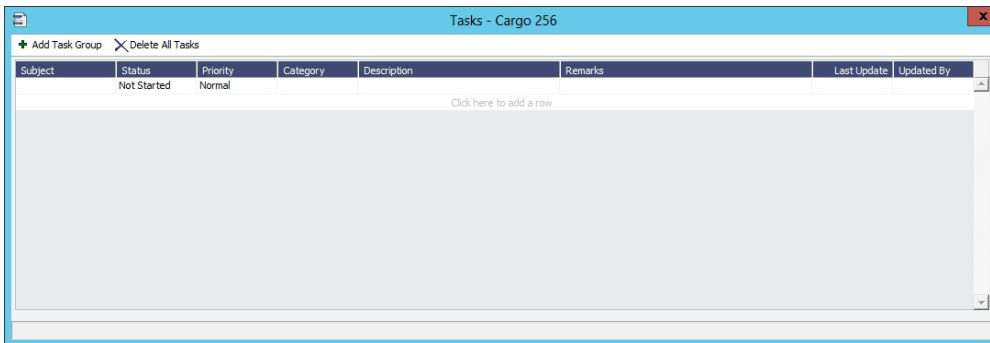 Tasks - Cargo 256
x
Add Task Group Delete All Tasks
Subject Status Priority Category Description Remarks Last Update Updated By
Not Started Normal
Click here to add a row